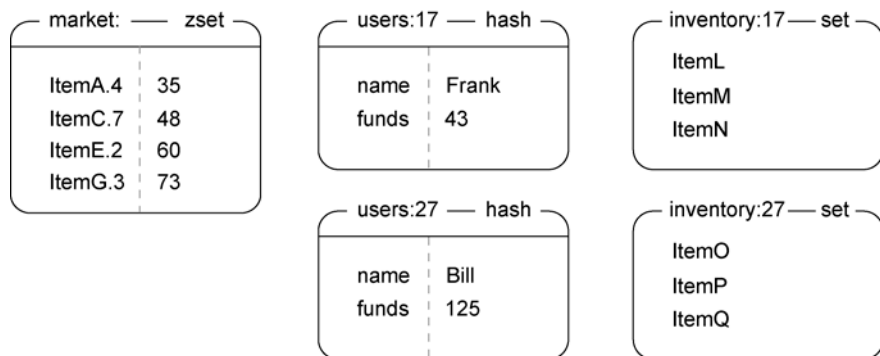 market: zset
ItemA.4 35
ItemC.7 48
ItemE.2 60
ItemG.3 73
users:17 hash
name Frank
funds 43
inventory:17 set
ItemL
ItemM
ItemN
users:27 hash
name Bill
funds 125
inventory:27 set
ItemO
ItemP
ItemQ